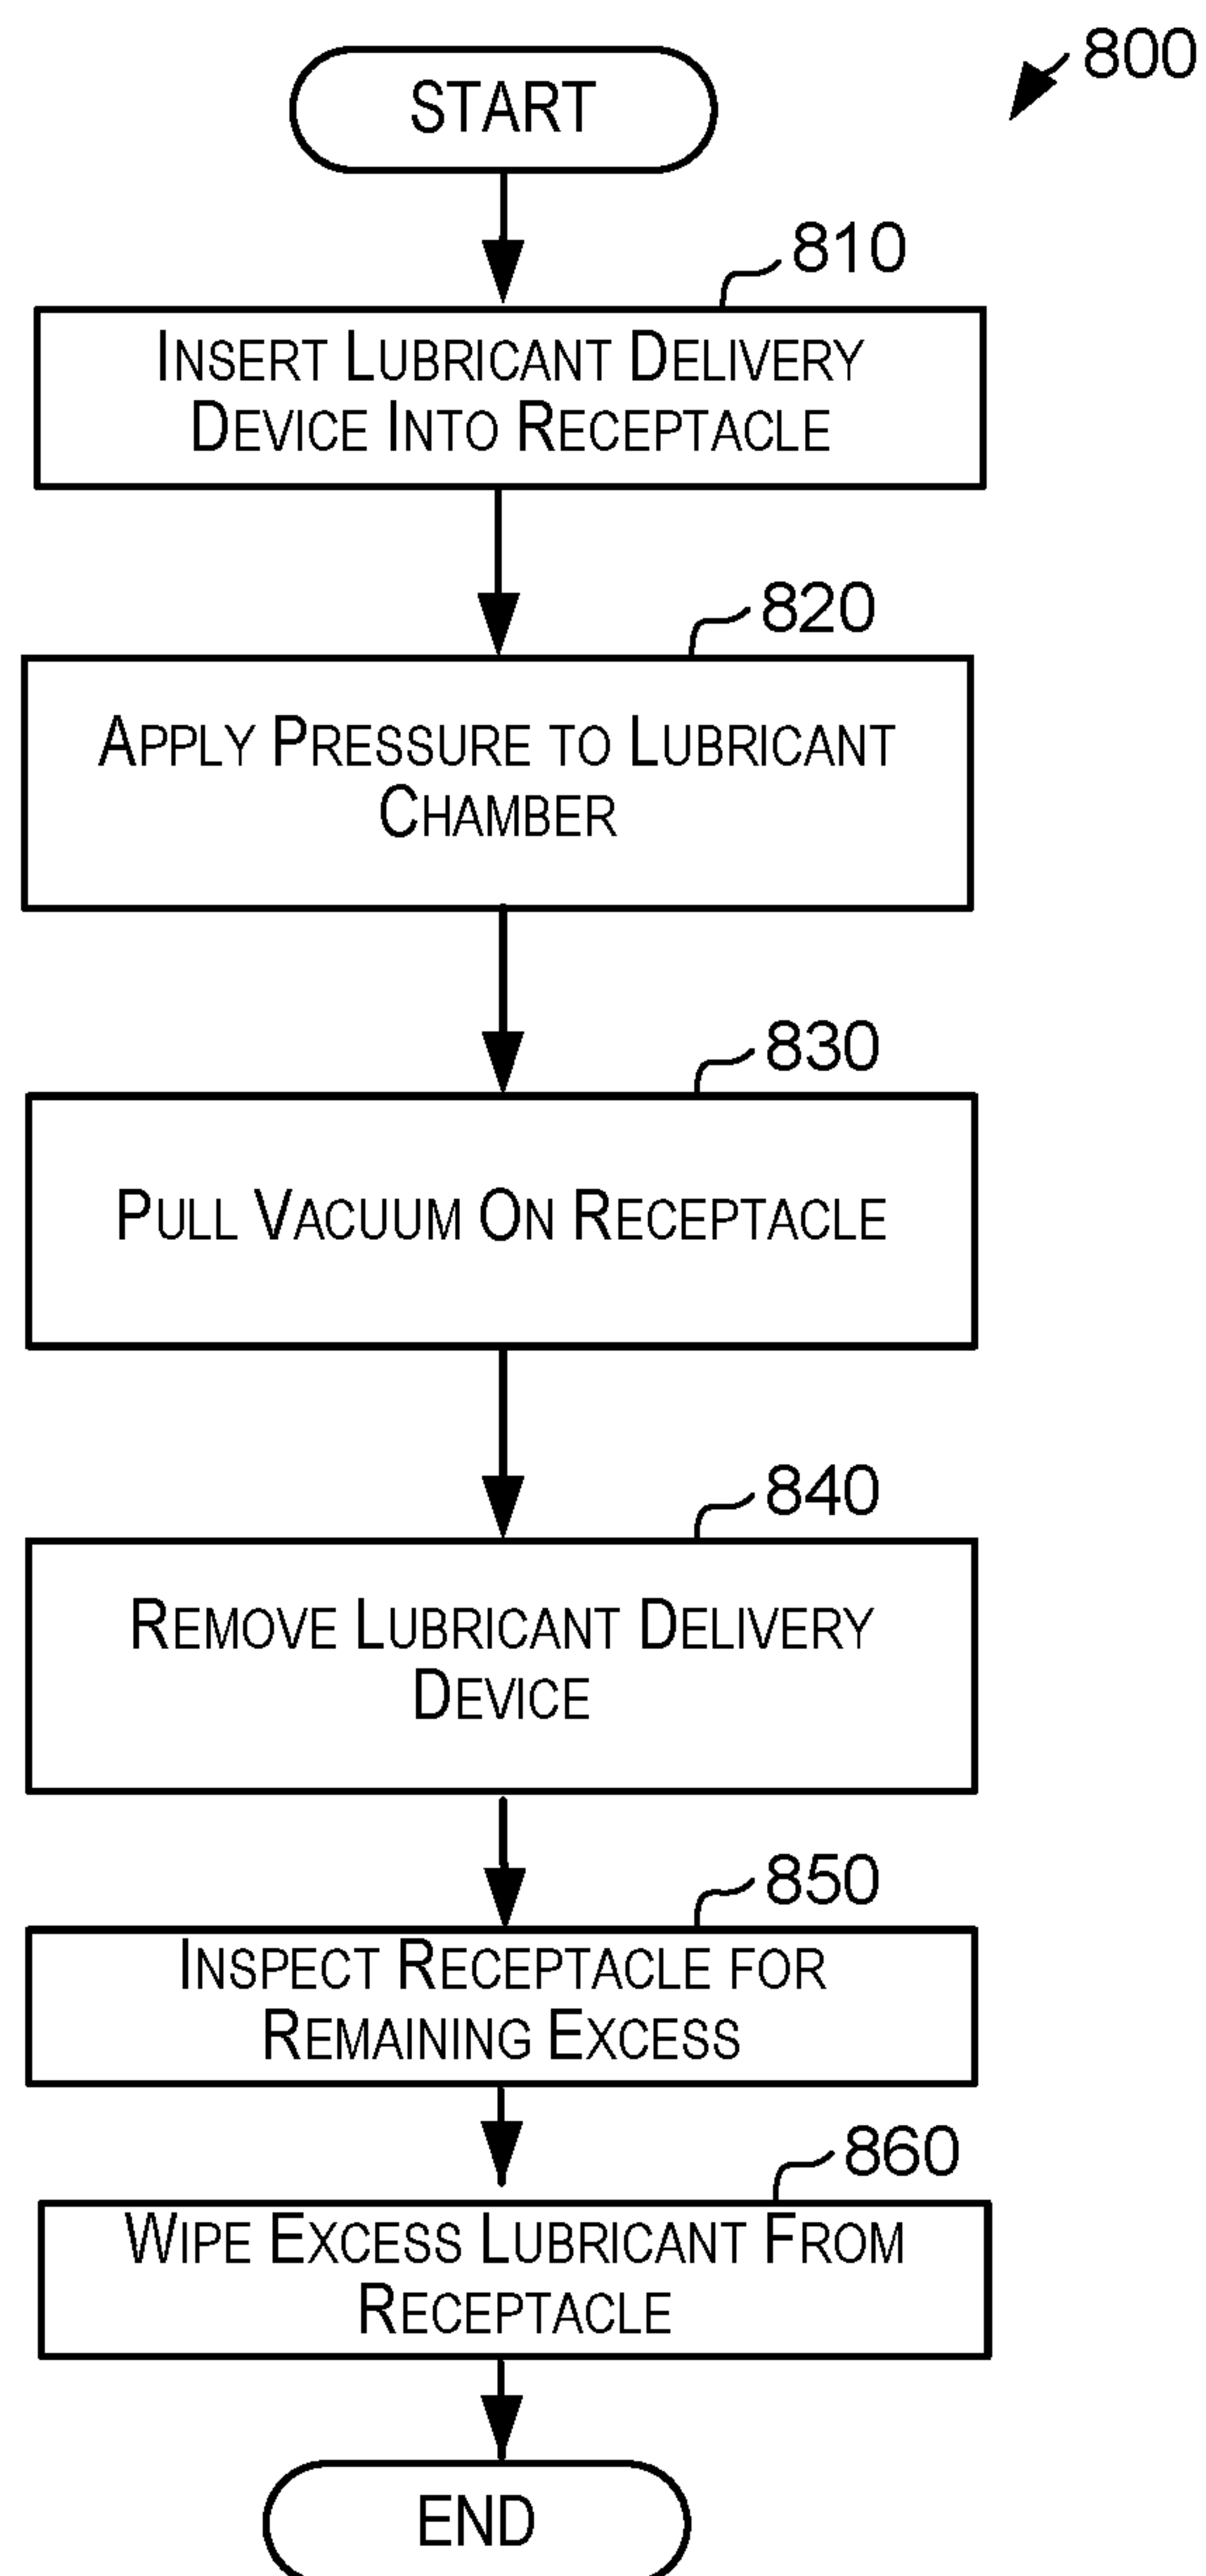 800
START
810
INSERT LUBRICANT DELIVERY
DEVICE INTO RECEPTACLE
820
APPLY PRESSURE TO LUBRICANT
CHAMBER
830
PULL VACUUM ON RECEPTACLE
840
REMOVE LUBRICANT DELIVERY
DEVICE
850
INSPECT RECEPTACLE FOR
REMAINING EXCESS
860
WIPE EXCESS LUBRICANT FROM
RECEPTACLE
END